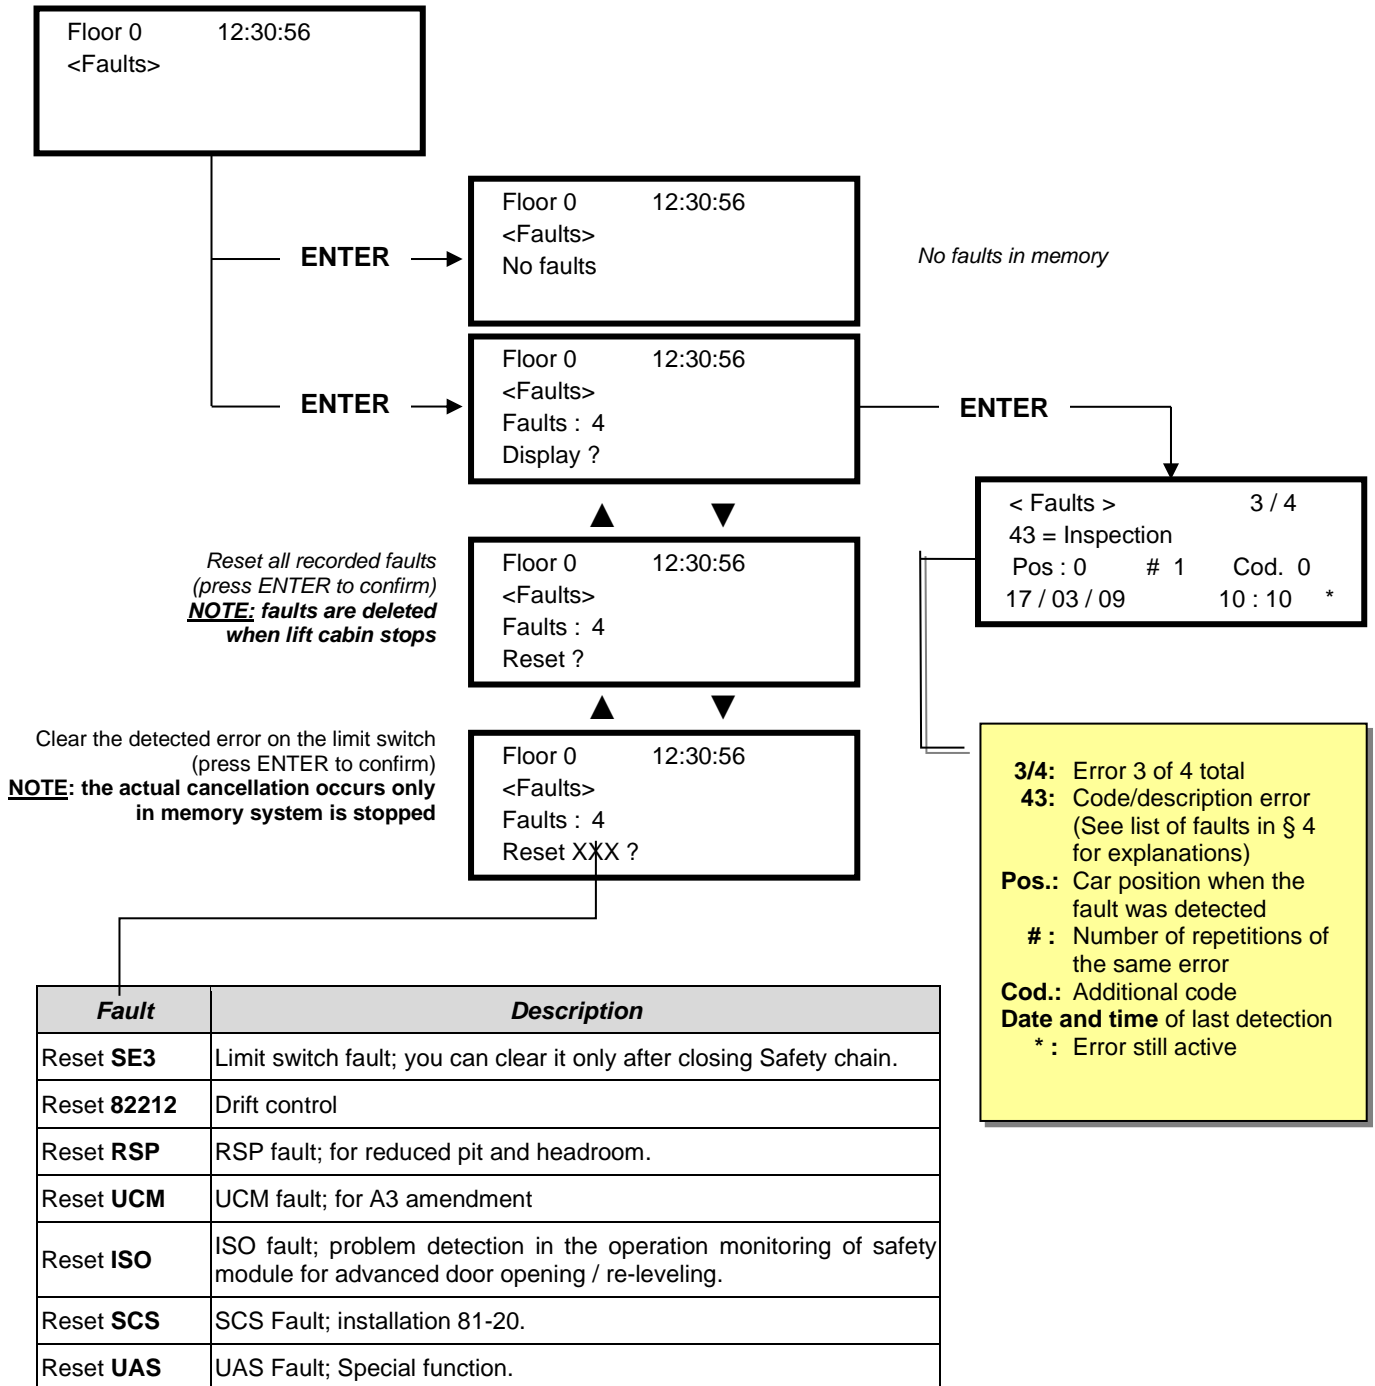 Floor 0 12:30:56
<Faults>
ENTER
Floor 0 12:30:56
<Faults>
No faults
No faults in memory
ENTER
Floor 0 12:30:56
<Faults>
Faults : 4
Display ?
ENTER
< Faults > 3 / 4
43 = Inspection
Pos : 0 # 1 Cod. 0
17 / 03 / 09 10 : 10 *
▲ ▼
Reset all recorded faults
(press ENTER to confirm)
NOTE: faults are deleted
when lift cabin stops
Floor 0 12:30:56
<Faults>
Faults : 4
Reset ?
▲ ▼
Clear the detected error on the limit switch
(press ENTER to confirm)
NOTE: the actual cancellation occurs only
in memory system is stopped
Floor 0 12:30:56
<Faults>
Faults : 4
Reset XXX ?
3/4: Error 3 of 4 total
43: Code/description error
(See list of faults in § 4
for explanations)
Pos.: Car position when the
fault was detected
# : Number of repetitions of
the same error
Cod.: Additional code
Date and time of last detection
* : Error still active
Fault Description
Reset SE3 Limit switch fault; you can clear it only after closing Safety chain.
Reset 82212 Drift control
Reset RSP RSP fault; for reduced pit and headroom.
Reset UCM UCM fault; for A3 amendment
Reset ISO ISO fault; problem detection in the operation monitoring of safety
module for advanced door opening / re-leveling.
Reset SCS SCS Fault; installation 81-20.
Reset UAS UAS Fault; Special function.